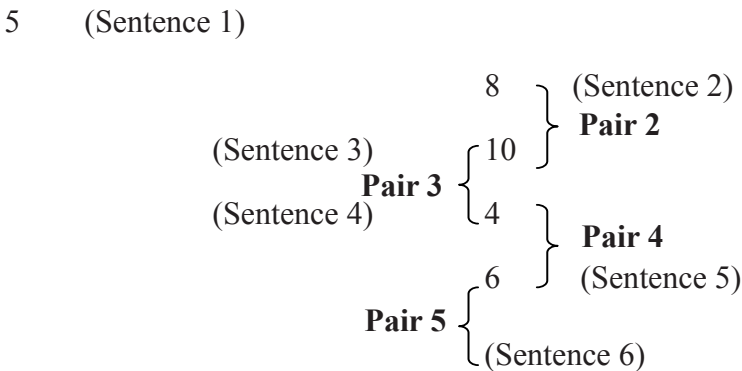 5 (Sentence 1)
8 (Sentence 2)
Pair 2
(Sentence 3) 10
Pair 3
(Sentence 4) 4
Pair 4
6 (Sentence 5)
Pair 5
(Sentence 6)